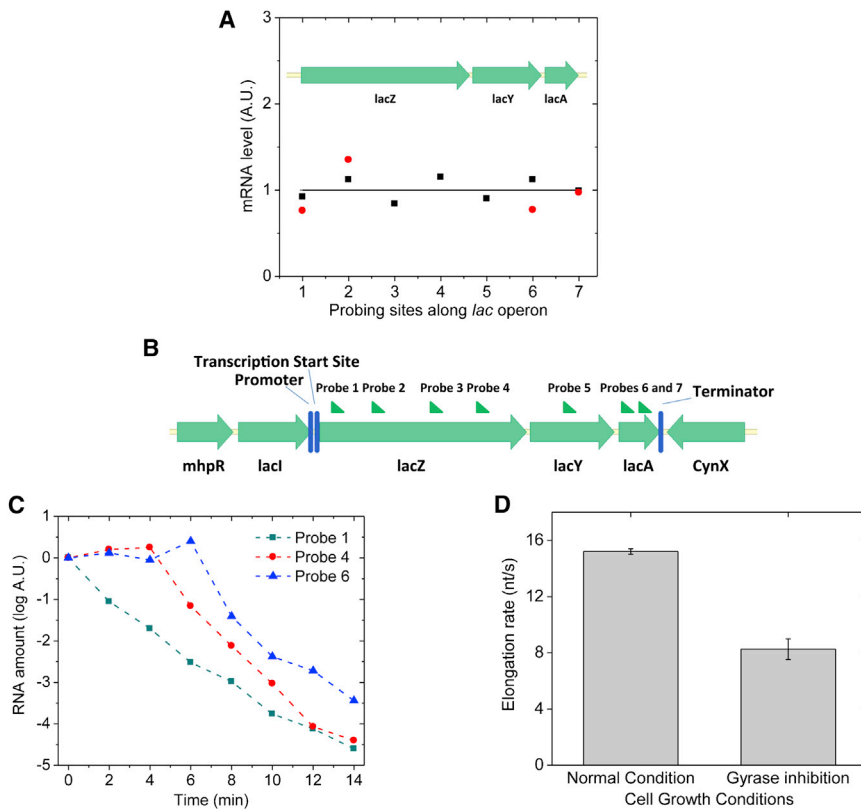 A
mRNA level (A.U.)
3
2
1
0
lacZ
lacY
lacA
1 2 3 4 5 6 7
Probing sites along lac operon
B
Transcription Start Site
Promoter
Probe 1 Probe 2 Probe 3 Probe 4 Probe 5 Probes 6 and 7
Terminator
mhpR lacI lacZ lacY lacA CynX
C
RNA amount (log A.U.)
1
0
-1
-2
-3
-4
-5
Probe 1
Probe 4
Probe 6
0 2 4 6 8 10 12 14
Time (min)
D
Elongation rate (nt/s)
16
12
8
4
0
Normal Condition Gyrase inhibition
Cell Growth Conditions